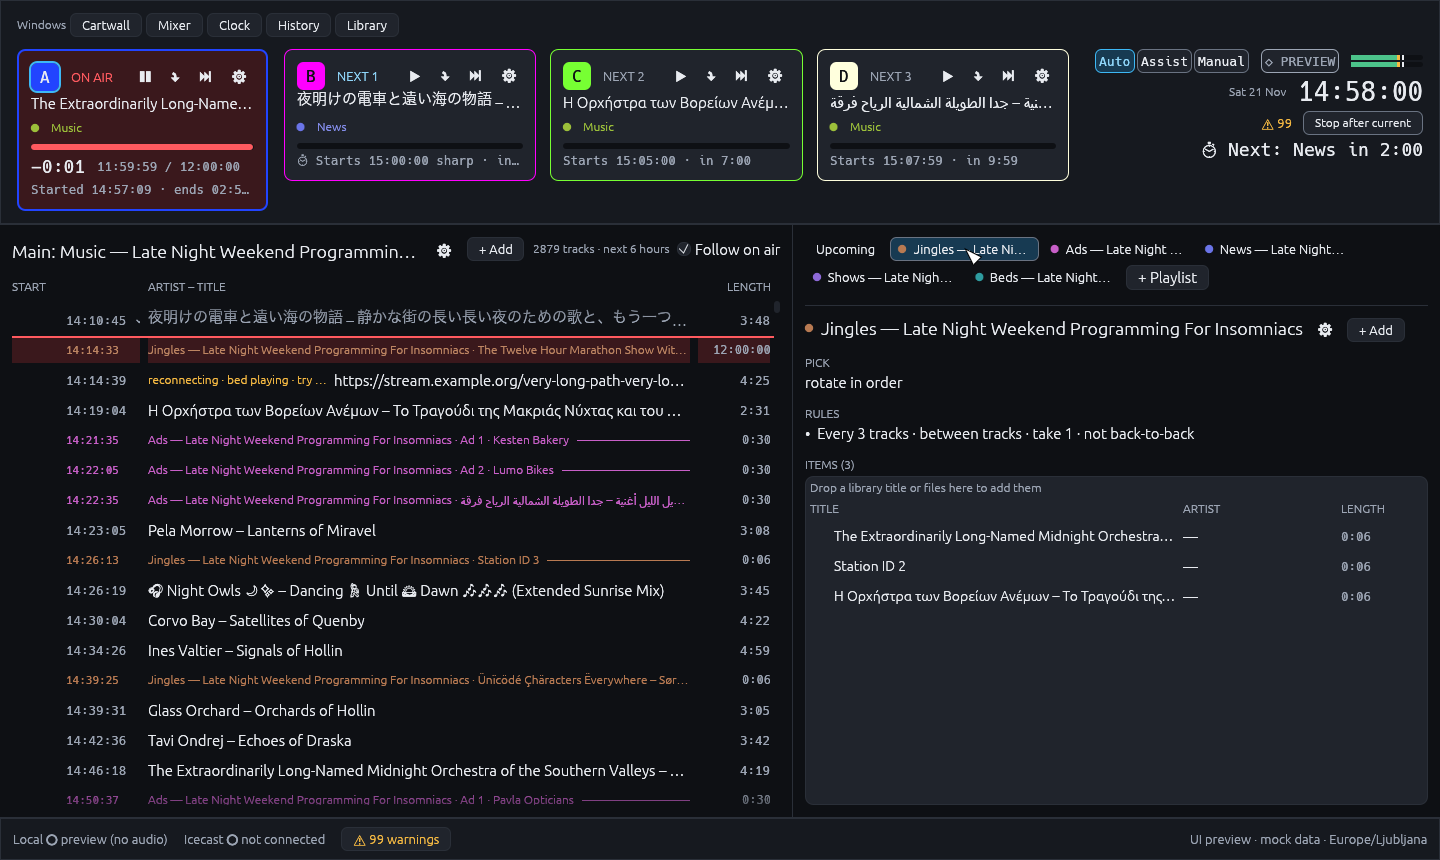 Windows Cartwall Mixer Clock History Library
A ON AIR
The Extraordinarily Long-Name…
Music
−0:01 11:59:59 / 12:00:00
Started 14:57:09 · ends 02:5…
B NEXT 1
夜明けの電車と遠い海の物語 – …
News
Starts 15:00:00 sharp · in…
C NEXT 2
Η Ορχήστρα των Βορείων Ανέμ…
Music
Starts 15:05:00 · in 7:00
D NEXT 3
…نية – جدا الطويلة الشمالية الرياح فرقة
Music
Starts 15:07:59 · in 9:59
Auto Assist Manual ◇ PREVIEW
Sat 21 Nov 14:58:00
⚠ 99 Stop after current
Next: News in 2:00
Main: Music — Late Night Weekend Programmin… + Add 2879 tracks · next 6 hours ✓ Follow on air
START ARTIST – TITLE LENGTH
14:10:45 夜明けの電車と遠い海の物語 – 静かな街の長い長い夜のための歌と、もう一つ… 3:48
14:14:33 Jingles — Late Night Weekend Programming For Insomniacs · The Twelve Hour Marathon Show Wit… 12:00:00
14:14:39 reconnecting · bed playing · try … https://stream.example.org/very-long-path-very-lo… 4:25
14:19:04 Η Ορχήστρα των Βορείων Ανέμων – Το Τραγούδι της Μακριάς Νύχτας και του … 2:31
14:21:35 Ads — Late Night Weekend Programming For Insomniacs · Ad 1 · Kesten Bakery 0:30
14:22:05 Ads — Late Night Weekend Programming For Insomniacs · Ad 2 · Lumo Bikes 0:30
14:22:35 Ads — Late Night Weekend Programming For Insomniacs · …يل الليل أغنية – جدا الطويلة الشمالية الرياح فرقة 0:30
14:23:05 Pela Morrow – Lanterns of Miravel 3:08
14:26:13 Jingles — Late Night Weekend Programming For Insomniacs · Station ID 3 0:06
14:26:19 🎧 Night Owls 🌙✨ – Dancing 💃 Until 🌅 Dawn 🎶🎶🎶 (Extended Sunrise Mix) 3:45
14:30:04 Corvo Bay – Satellites of Quenby 4:22
14:34:26 Ines Valtier – Signals of Hollin 4:59
14:39:25 Jingles — Late Night Weekend Programming For Insomniacs · Ünïcödé Çhäracters Ëverywhere – Sør… 0:06
14:39:31 Glass Orchard – Orchards of Hollin 3:05
14:42:36 Tavi Ondrej – Echoes of Draska 3:42
14:46:18 The Extraordinarily Long-Named Midnight Orchestra of the Southern Valleys – … 4:19
14:50:37 Ads — Late Night Weekend Programming For Insomniacs · Ad 1 · Pavla Opticians 0:30
Upcoming Jingles — Late Ni… Ads — Late Night … News — Late Night…
Shows — Late Nigh… Beds — Late Night… + Playlist
Jingles — Late Night Weekend Programming For Insomniacs + Add
PICK
rotate in order
RULES
• Every 3 tracks · between tracks · take 1 · not back-to-back
ITEMS (3)
Drop a library title or files here to add them
TITLE ARTIST LENGTH
The Extraordinarily Long-Named Midnight Orchestra… — 0:06
Station ID 2 — 0:06
Η Ορχήστρα των Βορείων Ανέμων – Το Τραγούδι της… — 0:06
Local preview (no audio) Icecast not connected ⚠ 99 warnings UI preview · mock data · Europe/Ljubljana